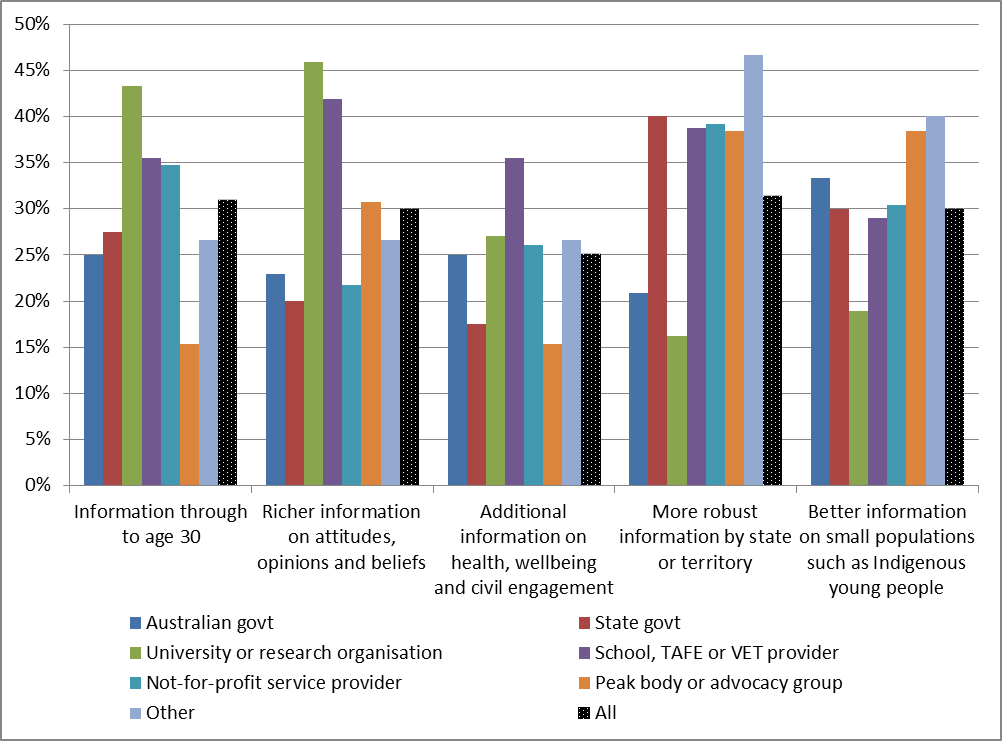 50%
45%
40%
35%
30%
25%
20%
15%
10%
5%
0%
Information through
to age 30
Richer information
on attitudes,
opinions and beliefs
Additional
information on
health, wellbeing
and civil engagement
More robust
information by state
or territory
Better information
on small populations
such as Indigenous
young people
Australian govt
State govt
University or research organisation
School, TAFE or VET provider
Not-for-profit service provider
Peak body or advocacy group
Other
All